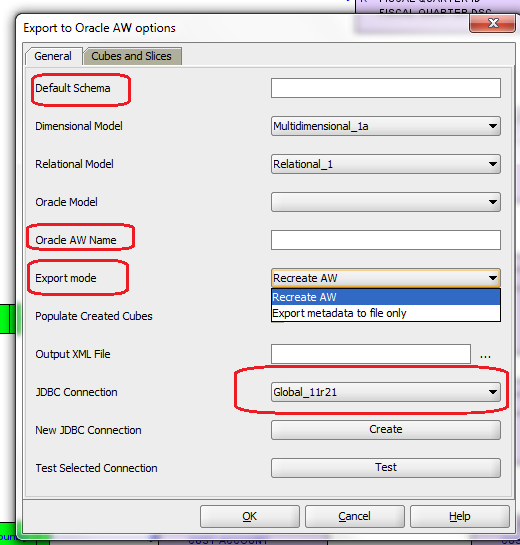 FISCAL QUARTER DSC
Export to Oracle AW options
General
Cubes and Slices
Default Schema
Dimensional Model
Multidimensional_1a
Relational Model
Relational_1
Oracle Model
Oracle AW Name
Export mode
Recreate AW
Recreate AW
Export metadata to file only
Populate Created Cubes
Output XML File
...
JDBC Connection
Global_11r21
New JDBC Connection
Create
Test Selected Connection
Test
OK
Cancel
Help
COST AMOUNT